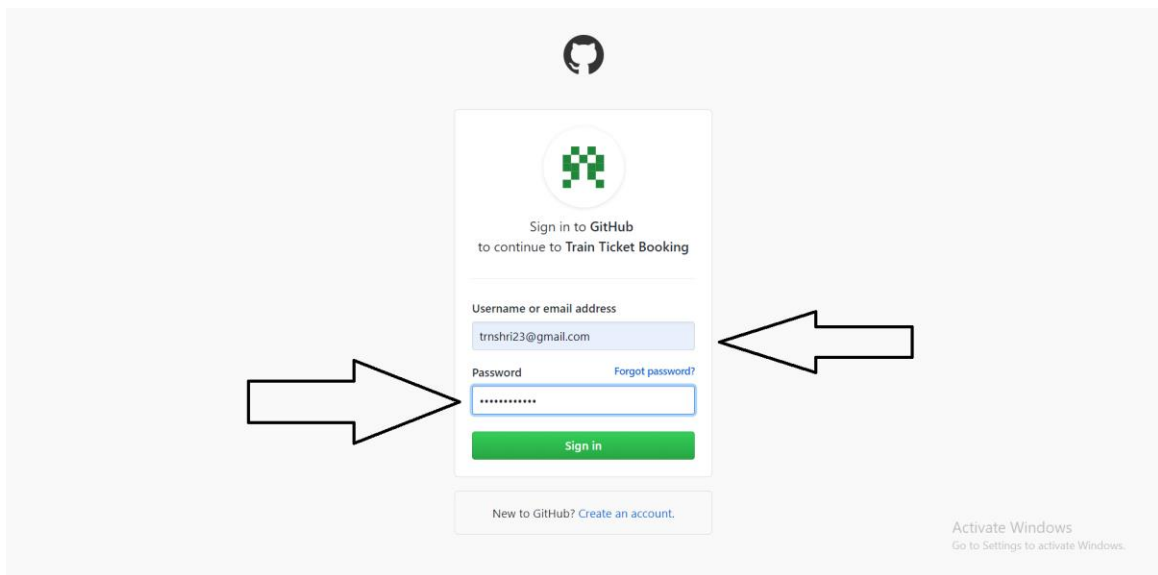 Sign in to GitHub
to continue to Train Ticket Booking
Username or email address
trnshri23@gmail.com
Password Forgot password?
••••••••••••
Sign in
New to GitHub? Create an account.
Activate Windows
Go to Settings to activate Windows.